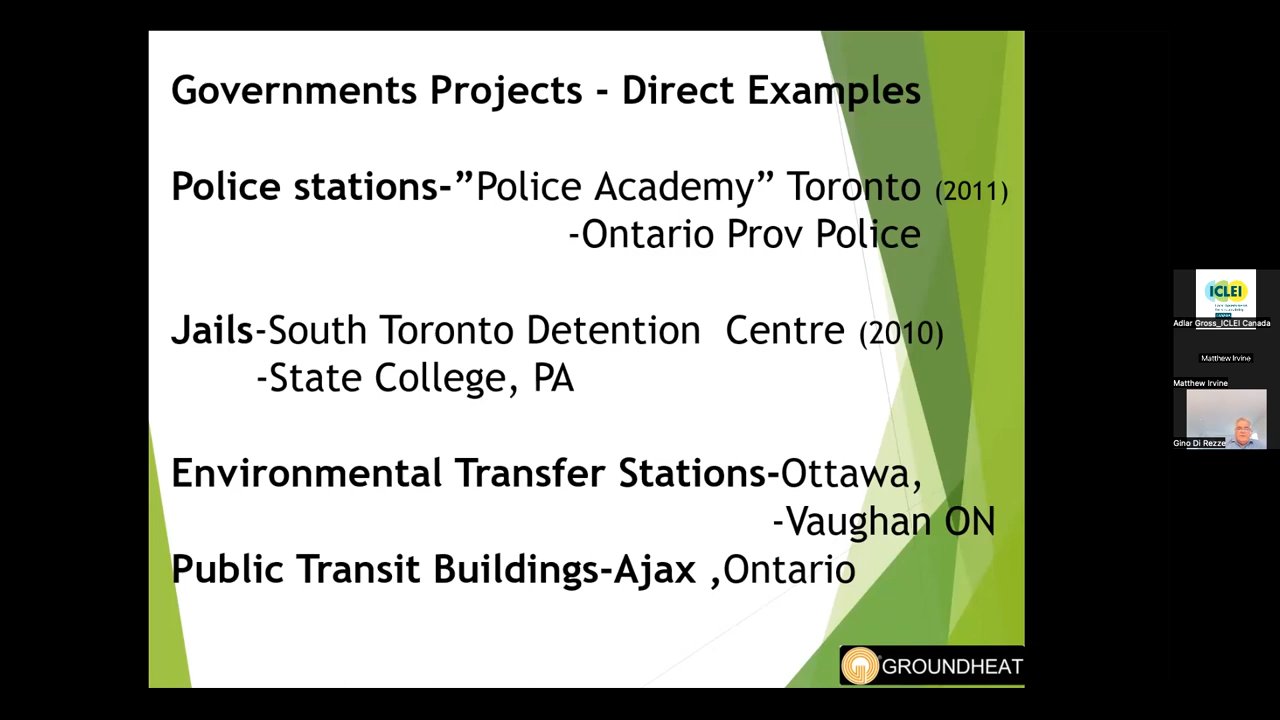 Governments Projects - Direct Examples
Police stations-”Police Academy” Toronto (2011)
-Ontario Prov Police
Jails-South Toronto Detention Centre (2010)
-State College, PA
Environmental Transfer Stations-Ottawa,
-Vaughan ON
Public Transit Buildings-Ajax ,Ontario
GROUNDHEAT
ICLEI
CANADA
Adlar Gross_ICLEI Canada
Matthew Irvine
Matthew Irvine
Gino Di Rezze